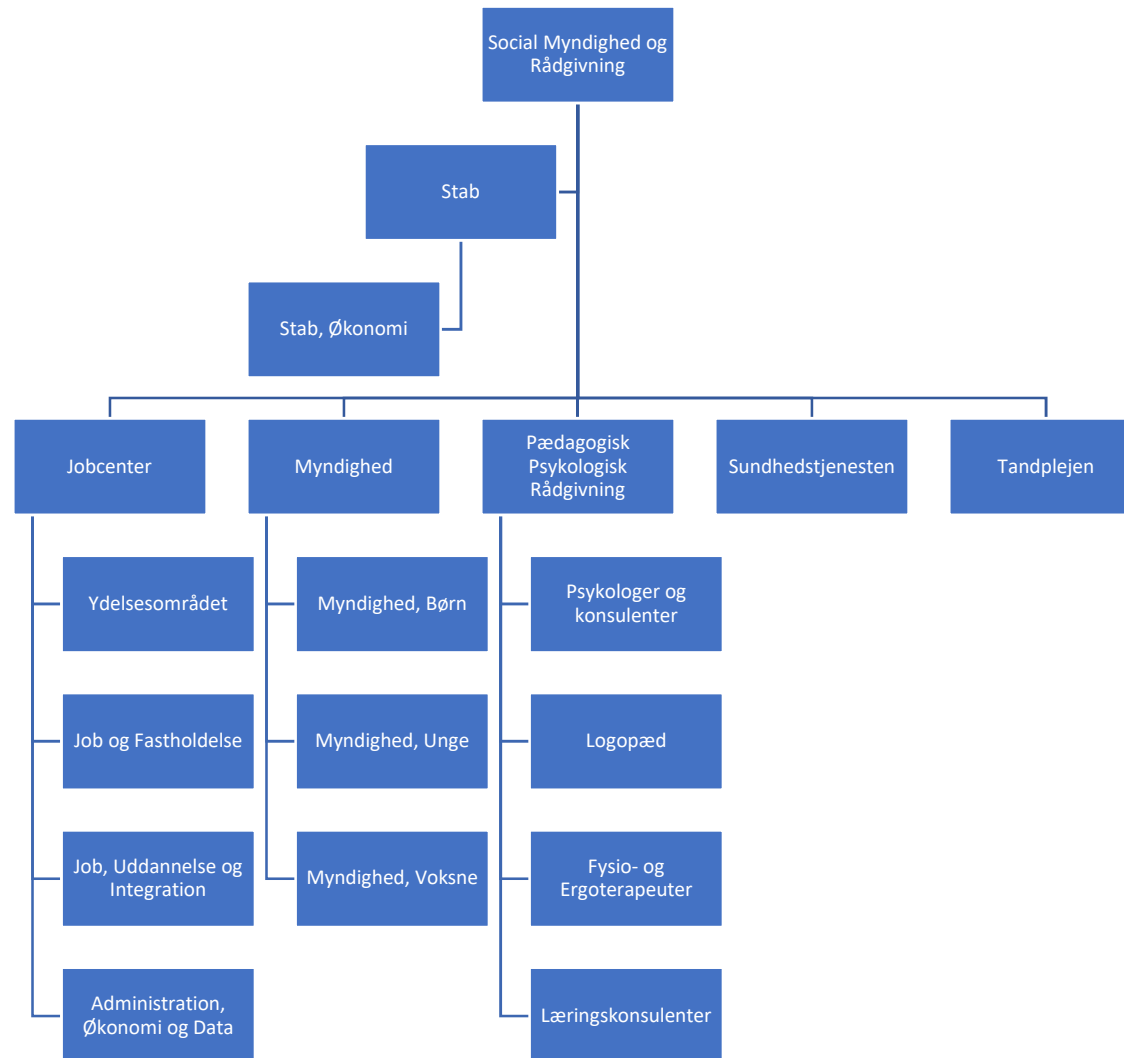 Social Myndighed og
Rådgivning
Stab
Stab, Økonomi
Jobcenter
Myndighed
Pædagogisk
Psykologisk
Rådgivning
Sundhedstjenesten
Tandplejen
Ydelsesområdet
Myndighed, Børn
Psykologer og
konsulenter
Job og Fastholdelse
Myndighed, Unge
Logopæd
Job, Uddannelse og
Integration
Myndighed, Voksne
Fysio- og
Ergoterapeuter
Administration,
Økonomi og Data
Læringskonsulenter